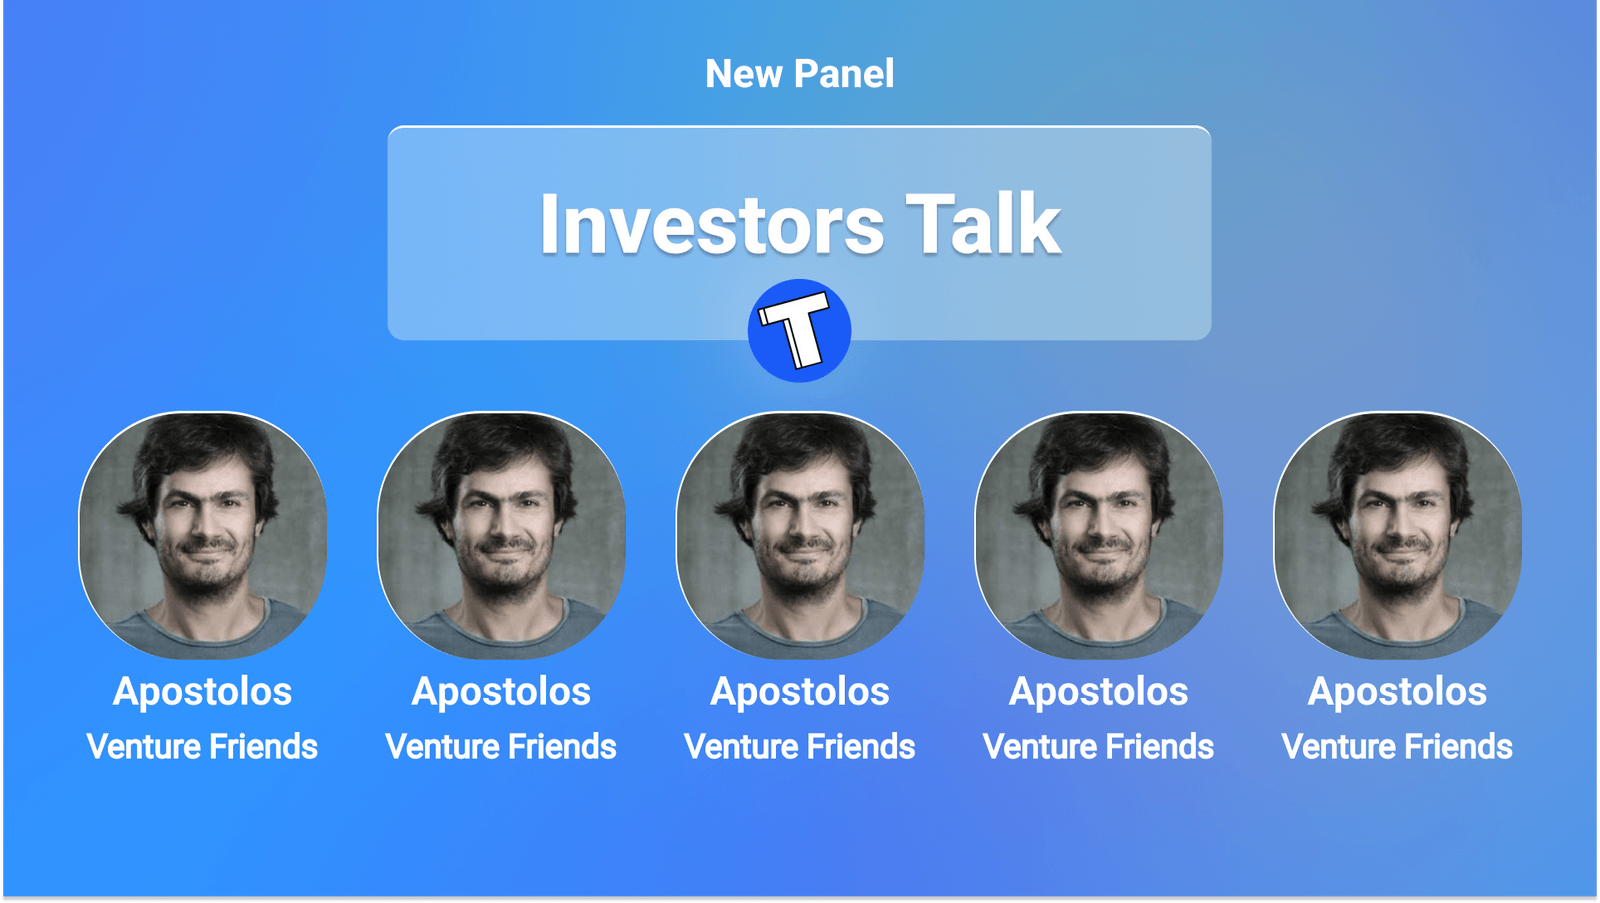 New Panel
Investors Talk
T
Apostolos Apostolos Apostolos Apostolos Apostolos
Venture Friends Venture Friends Venture Friends Venture Friends Venture Friends